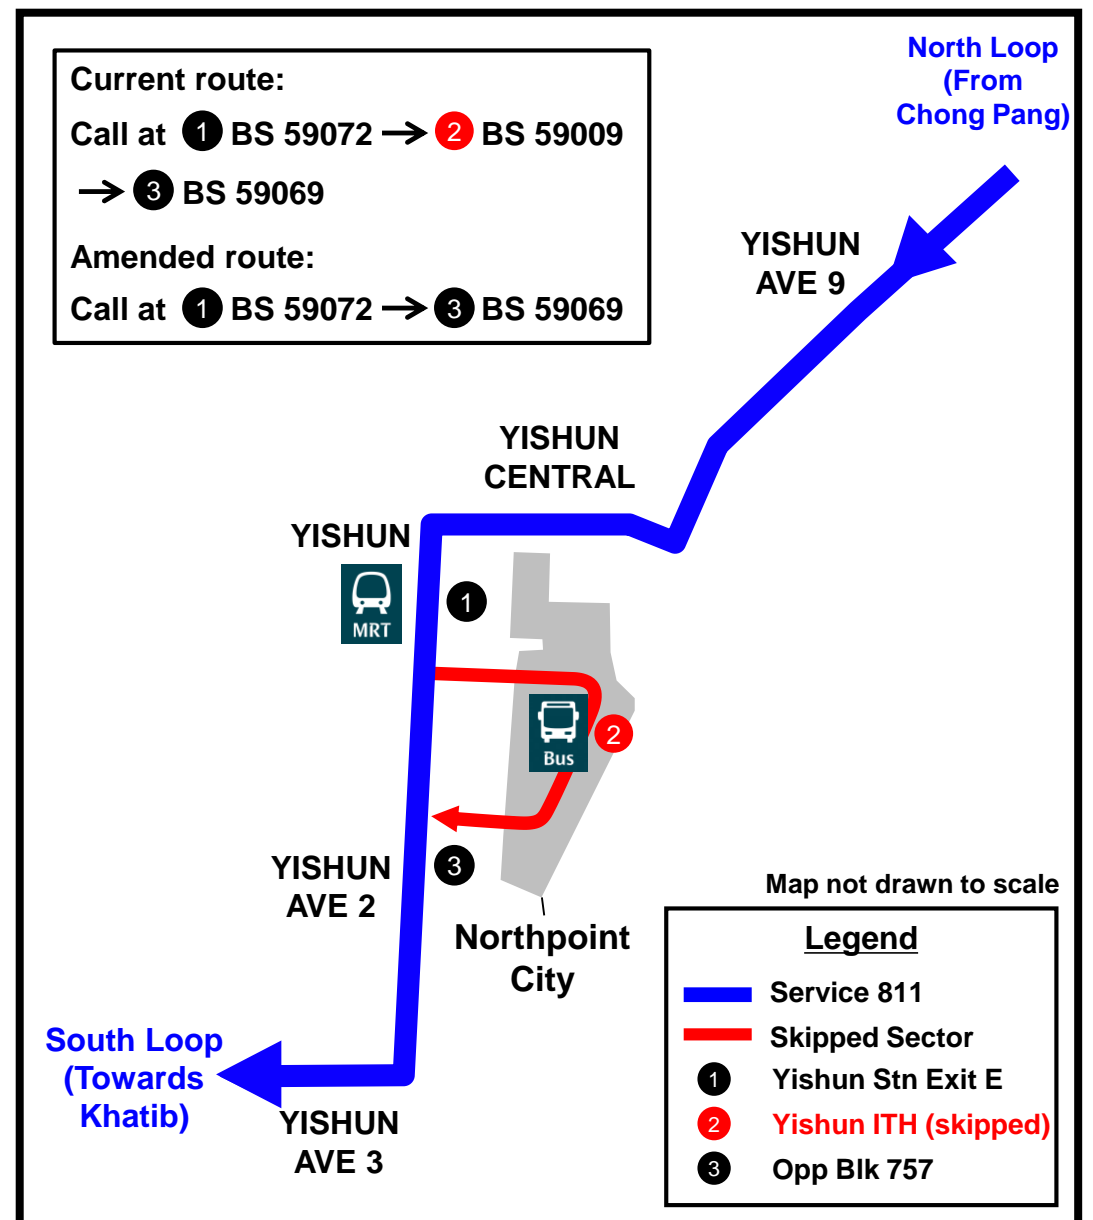 North Loop
(From
Chong Pang)
Current route:
Call at 1 BS 59072 → 2 BS 59009
→ 3 BS 59069
Amended route:
Call at 1 BS 59072 → 3 BS 59069
YISHUN
AVE 9
YISHUN
CENTRAL
YISHUN
MRT
1
Bus
2
3
YISHUN
AVE 2
Northpoint
City
Map not drawn to scale
Legend
Service 811
Skipped Sector
1 Yishun Stn Exit E
2 Yishun ITH (skipped)
3 Opp Blk 757
South Loop
(Towards
Khatib)
YISHUN
AVE 3